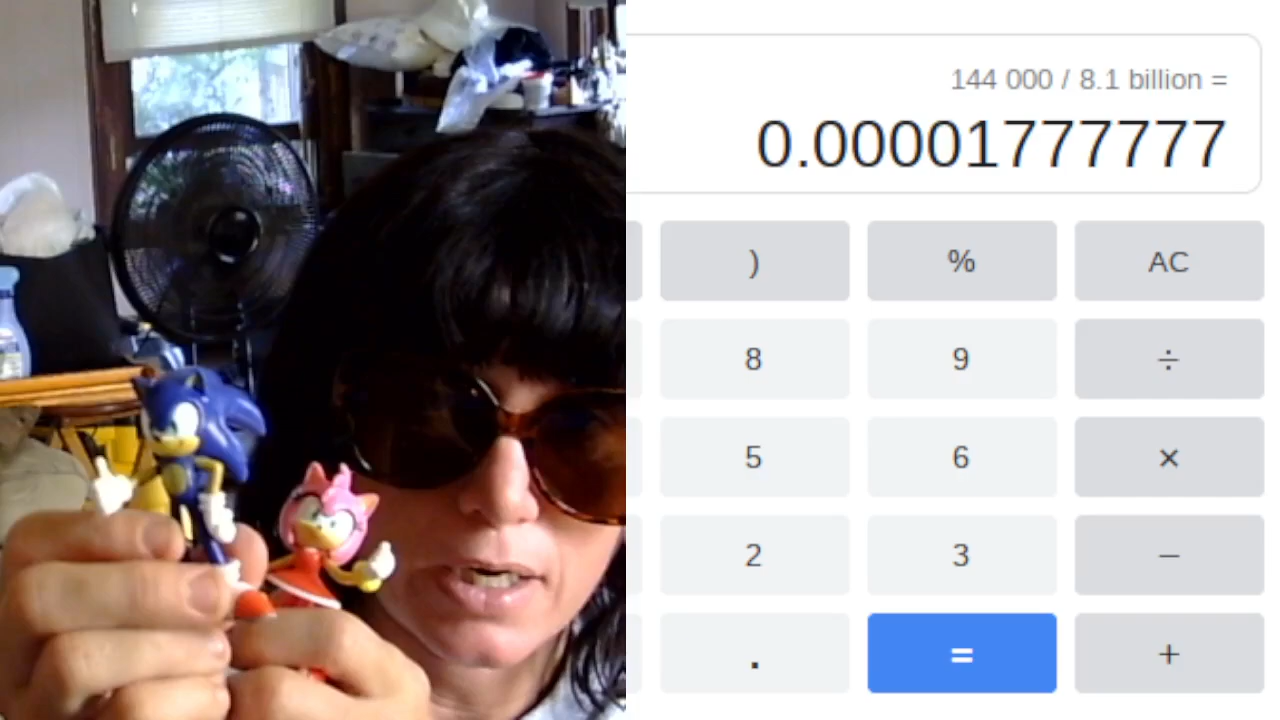 144 000 / 8.1 billion =
0.00001777777
) % AC
8 9 ÷
5 6 ×
2 3 −
. = +